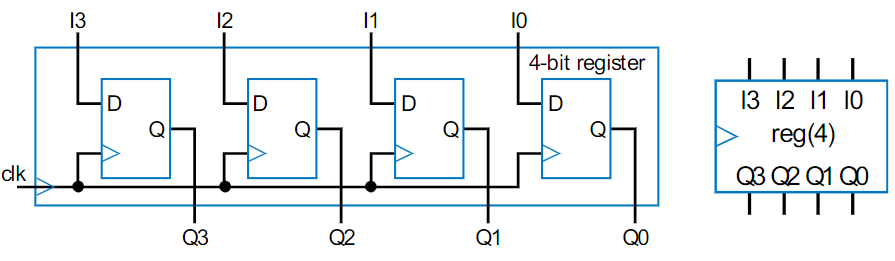 I3 I2 I1 I0
4-bit register
D D D D
Q Q Q Q
clk
Q3 Q2 Q1 Q0
I3 I2 I1 I0
reg(4)
Q3 Q2 Q1 Q0